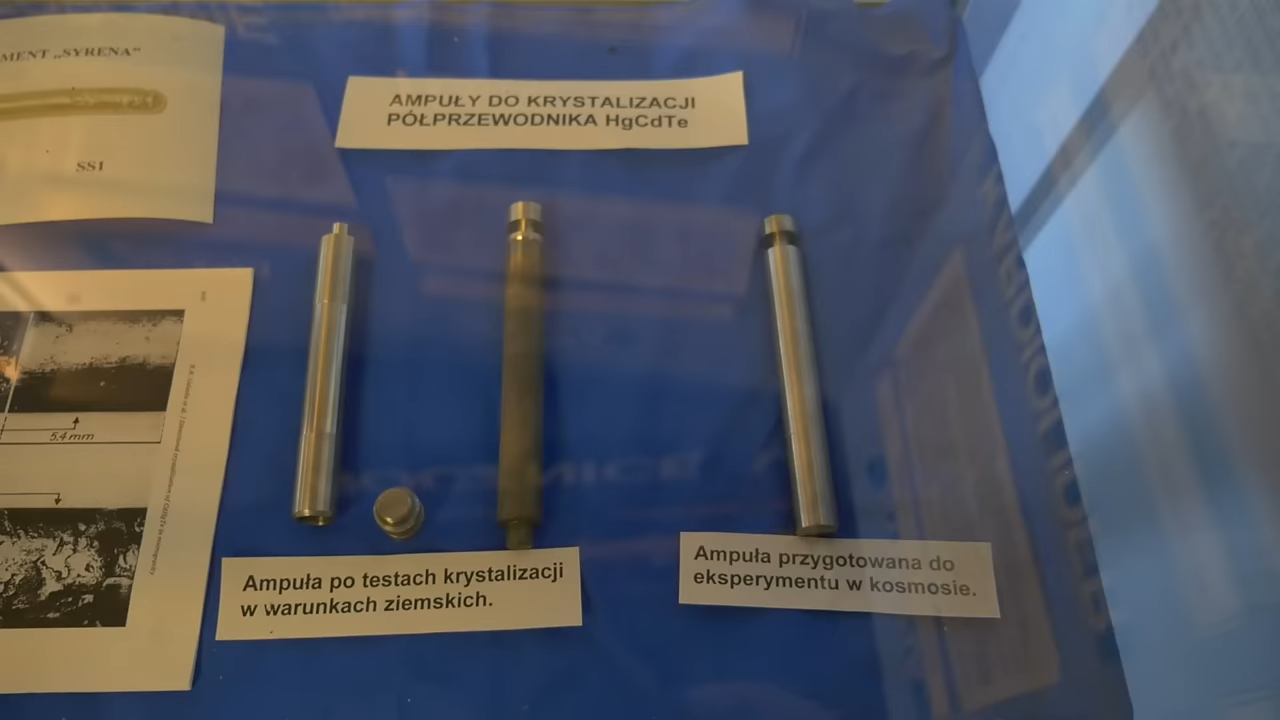 MENT „SYRENA”
SS1
AMPUŁY DO KRYSTALIZACJI
PÓŁPRZEWODNIKA HgCdTe
5,4 mm
Ampuła po testach krystalizacji
w warunkach ziemskich.
Ampuła przygotowana do
eksperymentu w kosmosie.